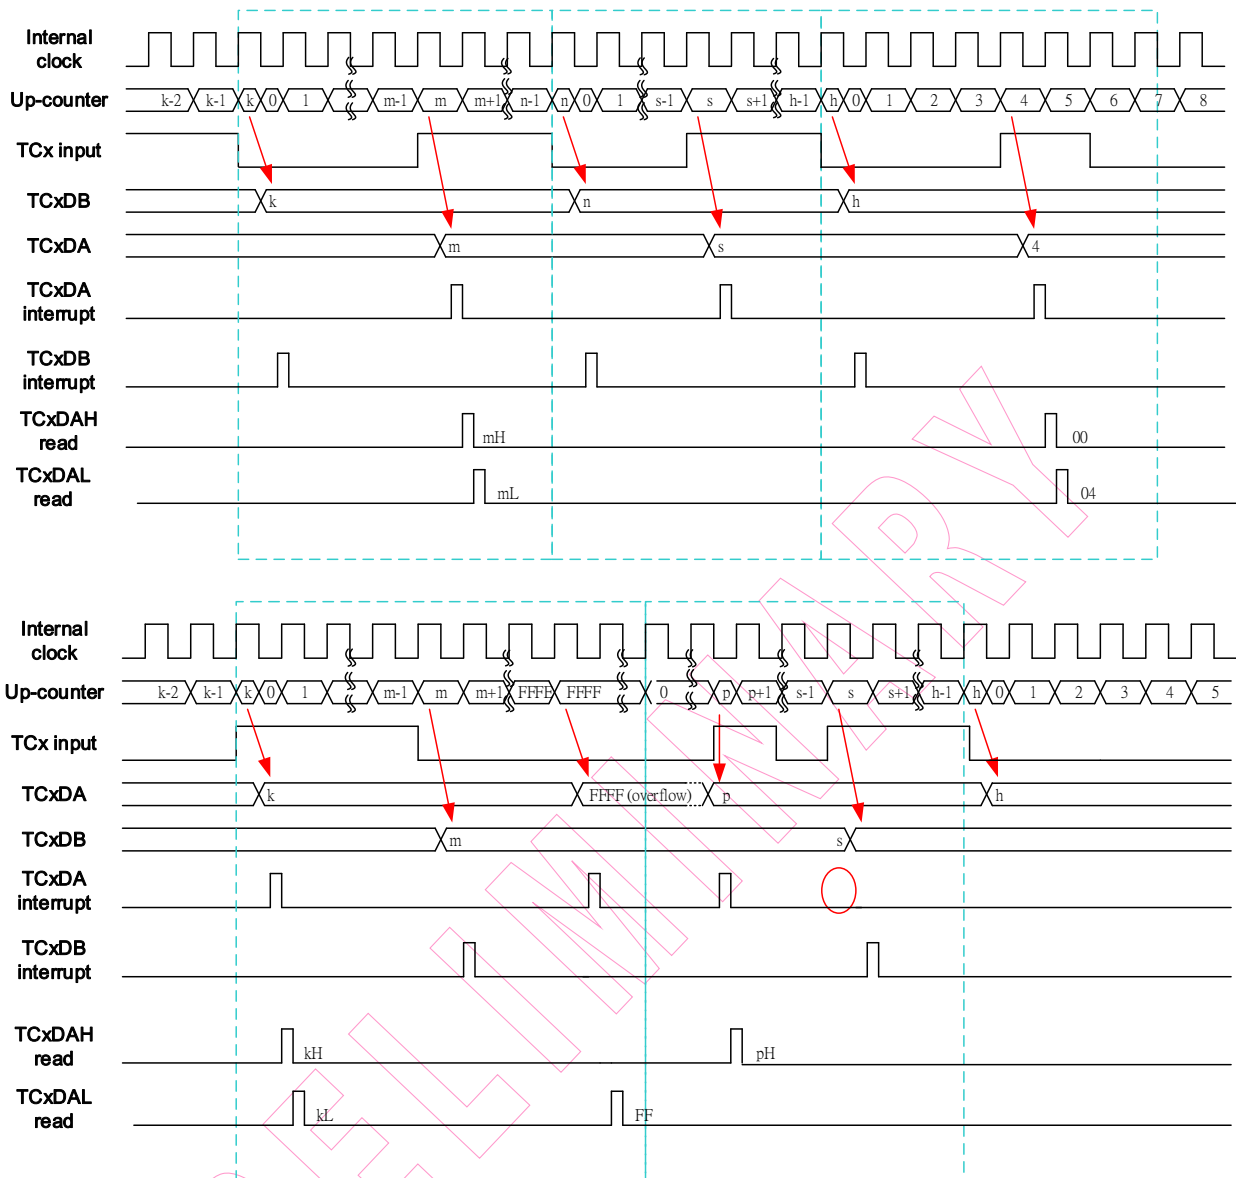 Internal
clock
Up-counter k-2 k-1 k 0 1 m-1 m m+1 n-1 n 0 1 s-1 s s+1 h-1 h 0 1 2 3 4 5 6 7 8
TCx input
TCxDB k n h
TCxDA m s 4
TCxDA
interrupt
TCxDB
interrupt
TCxDAH
read mH 00
TCxDAL
read mL 04
Internal
clock
Up-counter k-2 k-1 k 0 1 m-1 m m+1 FFFE FFFF 0 p p+1 s-1 s s+1 h-1 h 0 1 2 3 4 5
TCx input
TCxDA k FFFF (overflow) p h
TCxDB m s
TCxDA
interrupt
TCxDB
interrupt
TCxDAH
read kH pH
TCxDAL
read kL FF
ELIMINARY